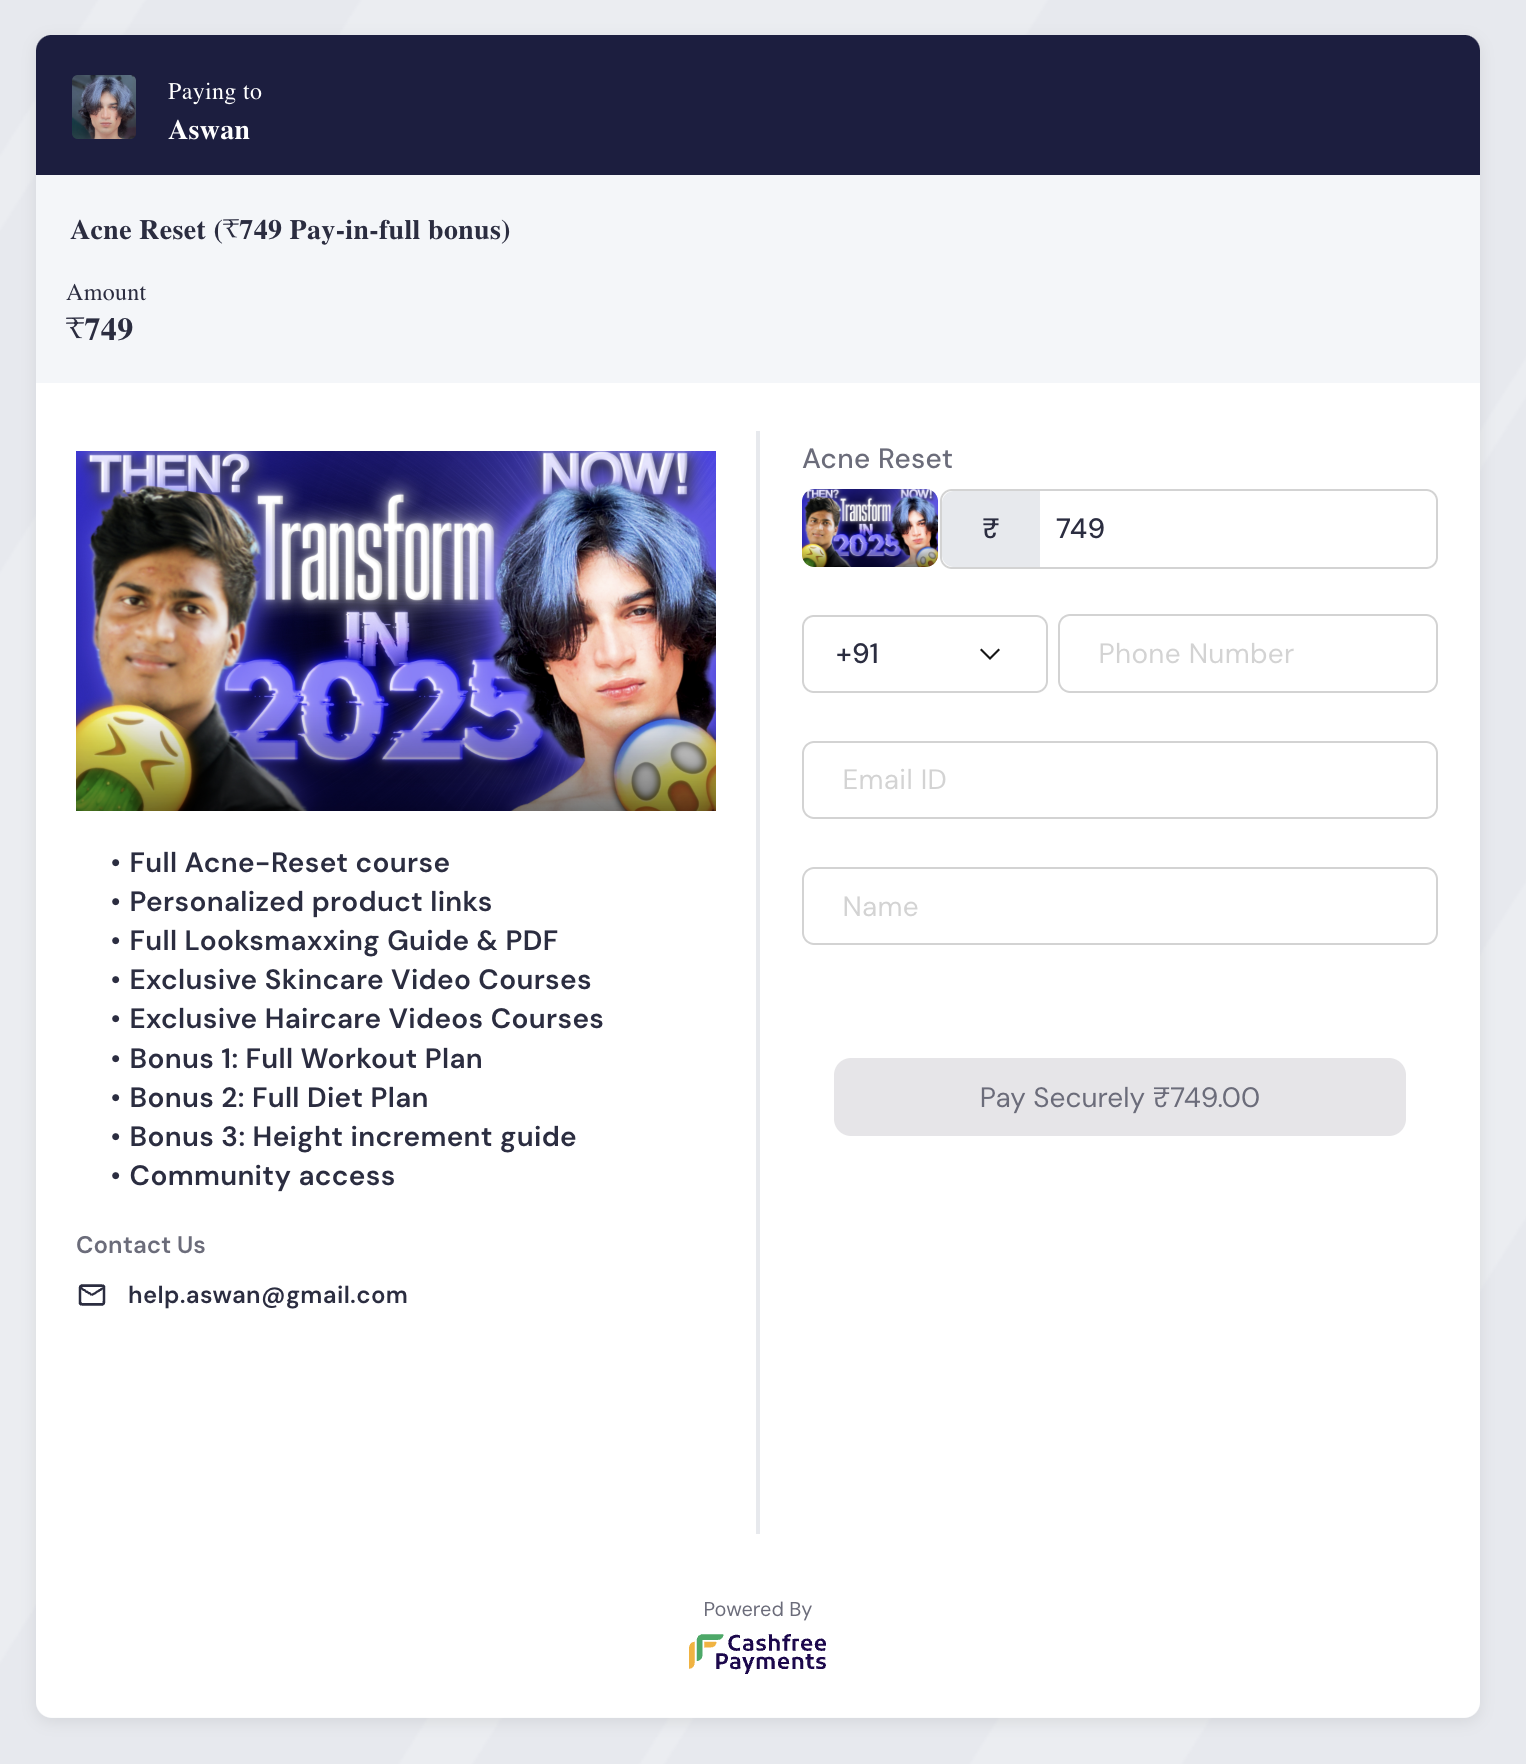 Paying to
Aswan
Acne Reset (₹749 Pay-in-full bonus)
Amount
₹749
THEN?
NOW!
Transform
IN
2025
• Full Acne-Reset course
• Personalized product links
• Full Looksmaxxing Guide & PDF
• Exclusive Skincare Video Courses
• Exclusive Haircare Videos Courses
• Bonus 1: Full Workout Plan
• Bonus 2: Full Diet Plan
• Bonus 3: Height increment guide
• Community access
Contact Us
help.aswan@gmail.com
Acne Reset
THEN? NOW!
Transform
IN
2025
₹ 749
+91 Phone Number
Email ID
Name
Pay Securely ₹749.00
Powered By
Cashfree
Payments